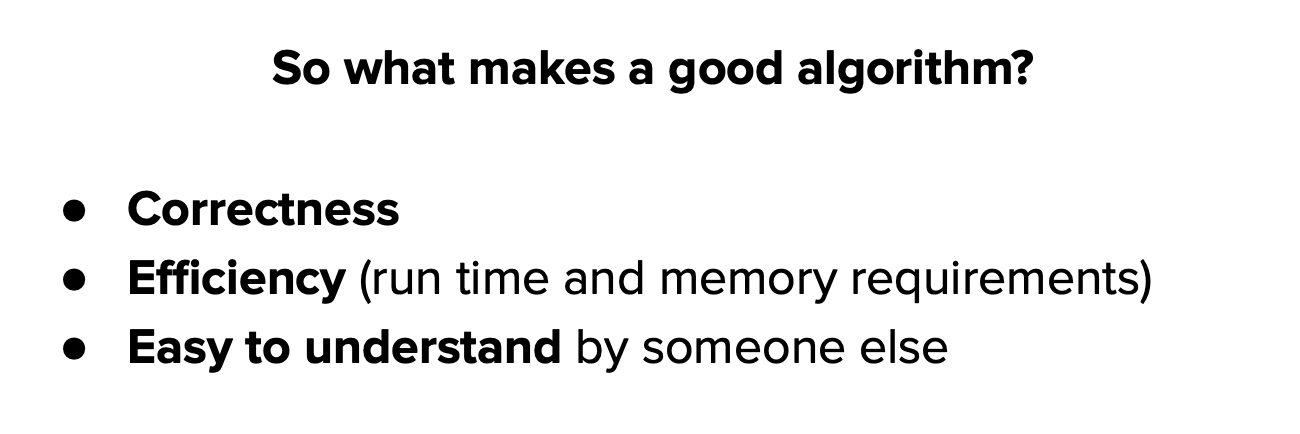 So what makes a good algorithm?
● Correctness
● Efficiency (run time and memory requirements)
● Easy to understand by someone else